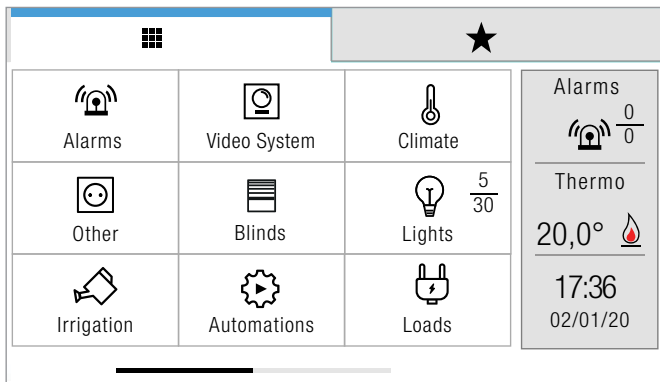 Alarms
Video System
Climate
Other
Blinds
Lights
5
30
Irrigation
Automations
Loads
Alarms
0
0
Thermo
20,0°
17:36
02/01/20